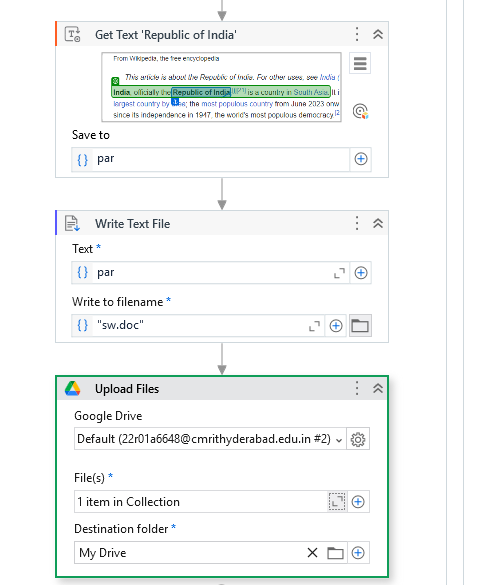 Get Text 'Republic of India'
From Wikipedia, the free encyclopedia
This article is about the Republic of India. For other uses, see India (
India, officially the Republic of India, is a country in South Asia. It i
largest country by; the most populous country from June 2023 onw
since its independence in 1947, the world's most populous democracy
Save to
par
Write Text File
Text *
par
Write to filename *
"sw.doc"
Upload Files
Google Drive
Default (22r01a6648@cmrithyderabad.edu.in #2)
File(s) *
1 item in Collection
Destination folder *
My Drive